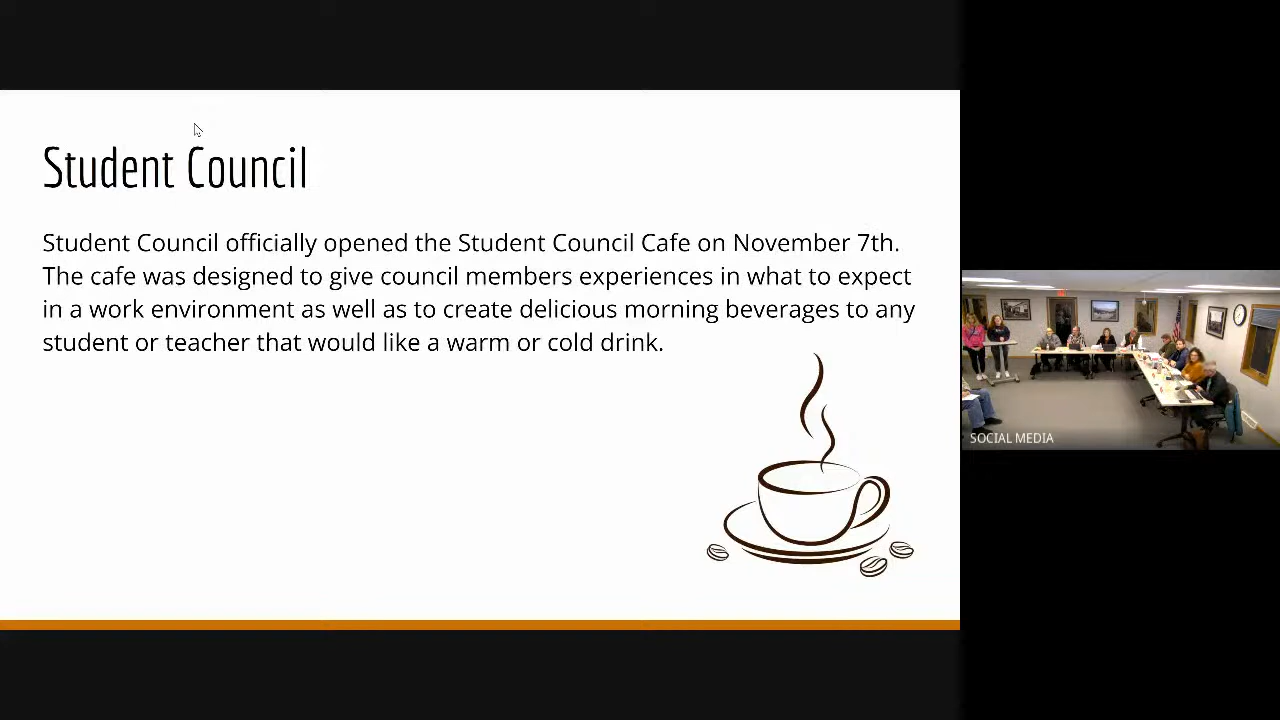 Student Council
Student Council officially opened the Student Council Cafe on November 7th.
The cafe was designed to give council members experiences in what to expect
in a work environment as well as to create delicious morning beverages to any
student or teacher that would like a warm or cold drink.
SOCIAL MEDIA